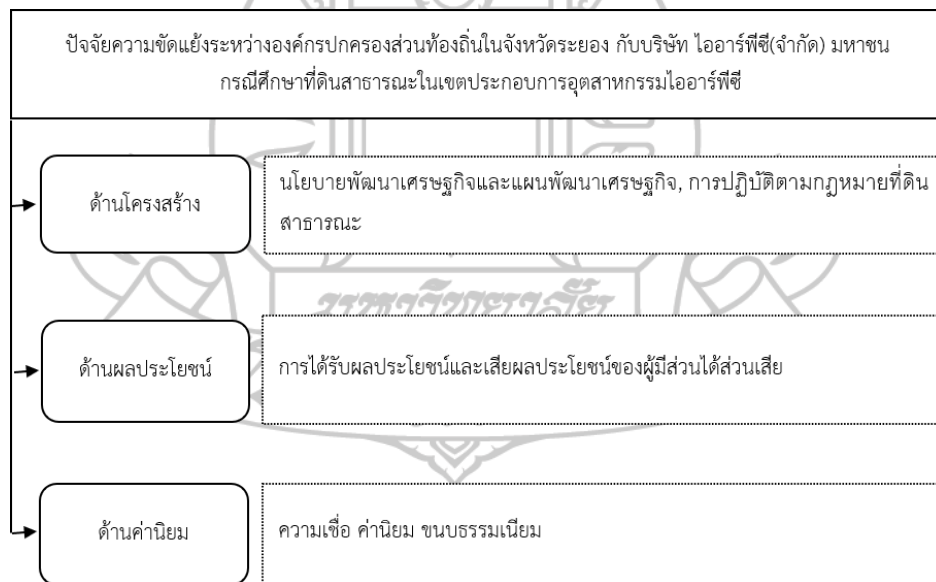 ปัจจัยความขัดแย้งระหว่างองค์กรปกครองส่วนท้องถิ่นในจังหวัดระยอง กับบริษัท ไออาร์พีซี(จำกัด) มหาชน
กรณีศึกษาที่ดินสาธารณะในเขตประกอบการอุตสาหกรรมไออาร์พีซี
ด้านโครงสร้าง
นโยบายพัฒนาเศรษฐกิจและแผนพัฒนาเศรษฐกิจ, การปฏิบัติตามกฎหมายที่ดิน
สาธารณะ
ด้านผลประโยชน์
การได้รับผลประโยชน์และเสียผลประโยชน์ของผู้มีส่วนได้ส่วนเสีย
ด้านค่านิยม
ความเชื่อ ค่านิยม ขนบธรรมเนียม